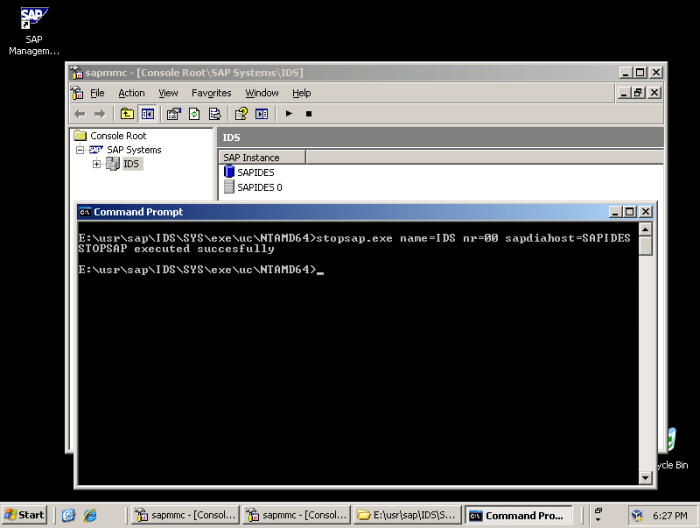 SAP
SAP
Managem...
sapmmc - [Console Root\SAP Systems\IDS]
File Action View Favorites Window Help
Console Root
SAP SAP Systems
IDS
IDS
SAP Instance
SAPIDES
SAPIDES 0
Command Prompt
E:\usr\sap\IDS\SYS\exe\uc\NTAMD64>stopsap.exe name=IDS nr=00 sapdiahost=SAPIDES
STOPSAP executed succesfully
E:\usr\sap\IDS\SYS\exe\uc\NTAMD64>_
ycle Bin
Start
sapmmc - [Consol...
sapmmc - [Consol...
E:\usr\sap\IDS\S...
Command Pro...
6:27 PM